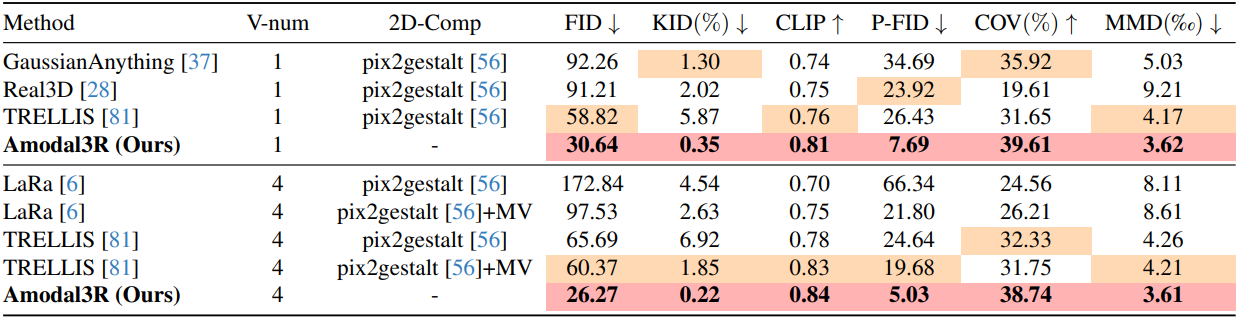 Method V-num 2D-Comp FID ↓ KID(%) ↓ CLIP ↑ P-FID ↓ COV(%) ↑ MMD(‰) ↓
GaussianAnything [37] 1 pix2gestalt [56] 92.26 1.30 0.74 34.69 35.92 5.03
Real3D [28] 1 pix2gestalt [56] 91.21 2.02 0.75 23.92 19.61 9.21
TRELLIS [81] 1 pix2gestalt [56] 58.82 5.87 0.76 26.43 31.65 4.17
Amodal3R (Ours) 1 - 30.64 0.35 0.81 7.69 39.61 3.62
LaRa [6] 4 pix2gestalt [56] 172.84 4.54 0.70 66.34 24.56 8.11
LaRa [6] 4 pix2gestalt [56]+MV 97.53 2.63 0.75 21.80 26.21 8.61
TRELLIS [81] 4 pix2gestalt [56] 65.69 6.92 0.78 24.64 32.33 4.26
TRELLIS [81] 4 pix2gestalt [56]+MV 60.37 1.85 0.83 19.68 31.75 4.21
Amodal3R (Ours) 4 - 26.27 0.22 0.84 5.03 38.74 3.61